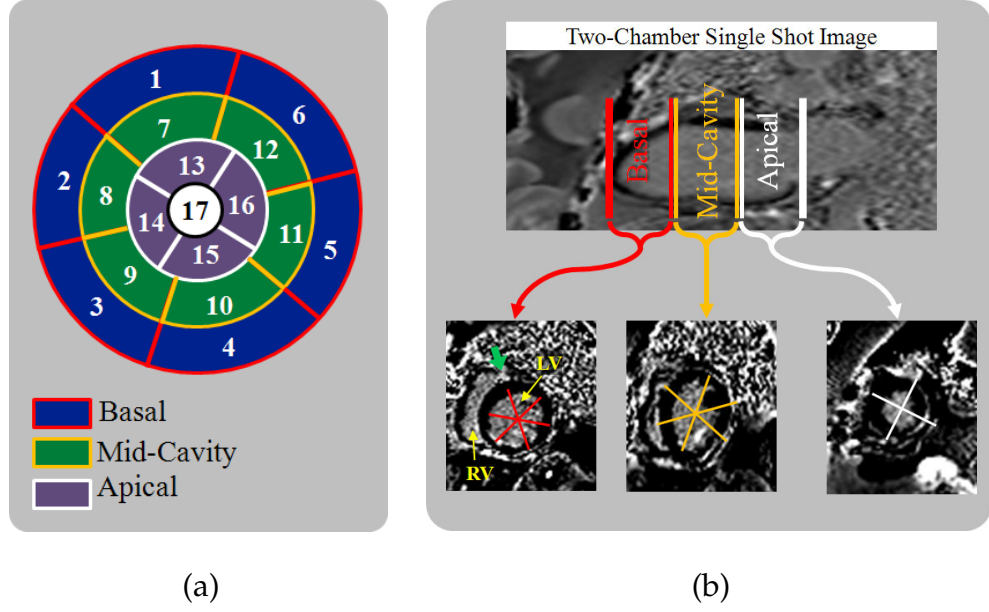 1
6
2
5
3
4
7
12
8
11
9
10
13
14
16
15
17
Basal
Mid-Cavity
Apical
(a)
Two-Chamber Single Shot Image
Basal
Mid-Cavity
Apical
LV
RV
(b)